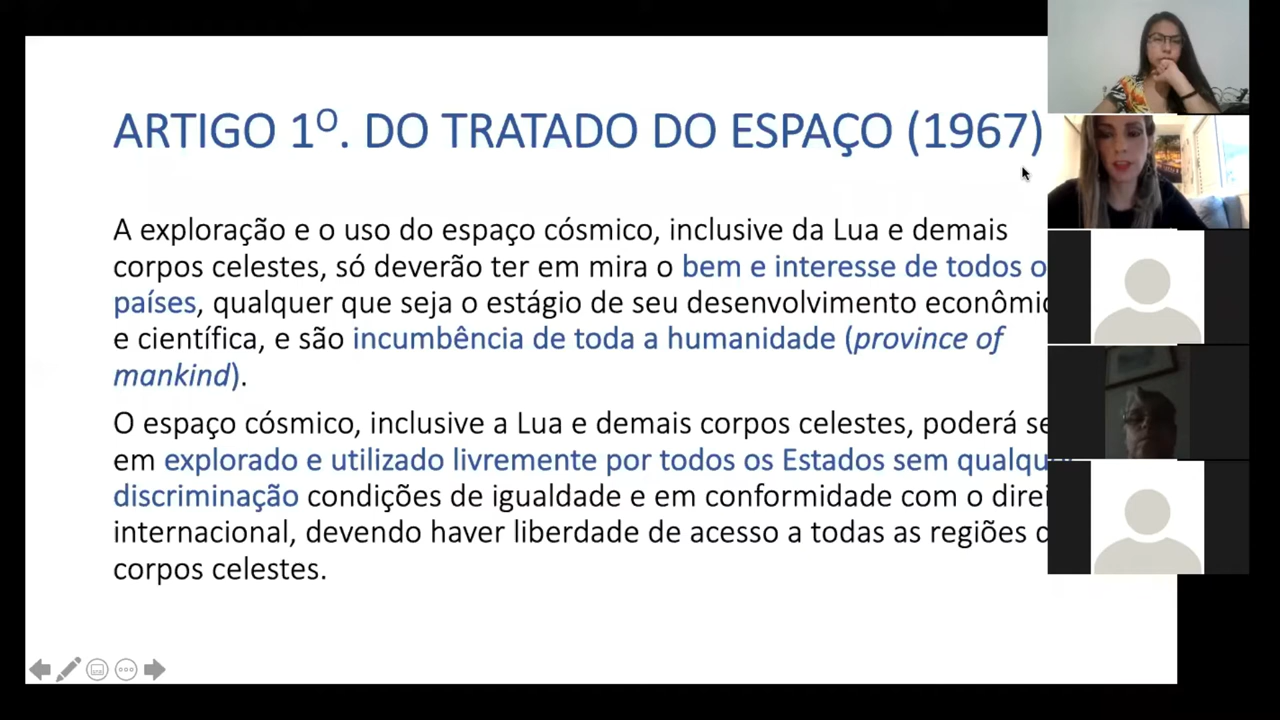 ARTIGO 1º. DO TRATADO DO ESPAÇO (1967)
A exploração e o uso do espaço cósmico, inclusive da Lua e demais
corpos celestes, só deverão ter em mira o bem e interesse de todos o
países, qualquer que seja o estágio de seu desenvolvimento
e científica, e são incumbência de toda a humanidade (province of
mankind).
O espaço cósmico, inclusive a Lua e demais corpos celestes, poderá
em explorado e utilizado livremente por todos os Estados sem
discriminação condições de igualdade e em conformidade com o
internacional, devendo haver liberdade de acesso a todas as regiões
corpos celestes.